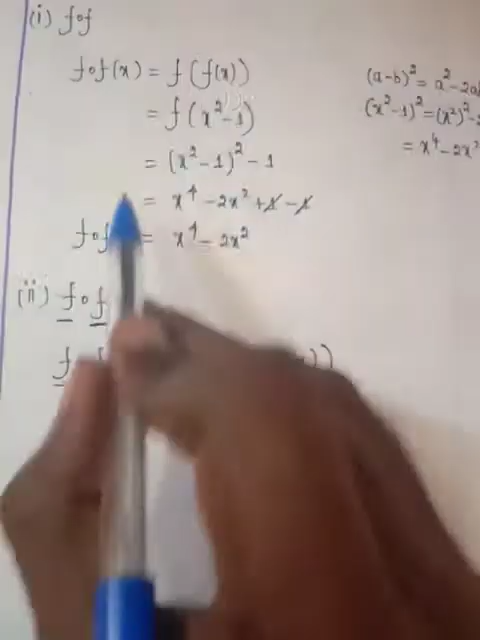 (i) fof
fof(x) = f(f(x))
= f(x²-1)
= (x²-1)² - 1
= x⁴ - 2x² + 1 - 1
fof = x⁴ - 2x²
(ii) f o f
f
(a-b)² = a² - 2a
(x²-1)² = (x²)² -
= x⁴ - 2x²